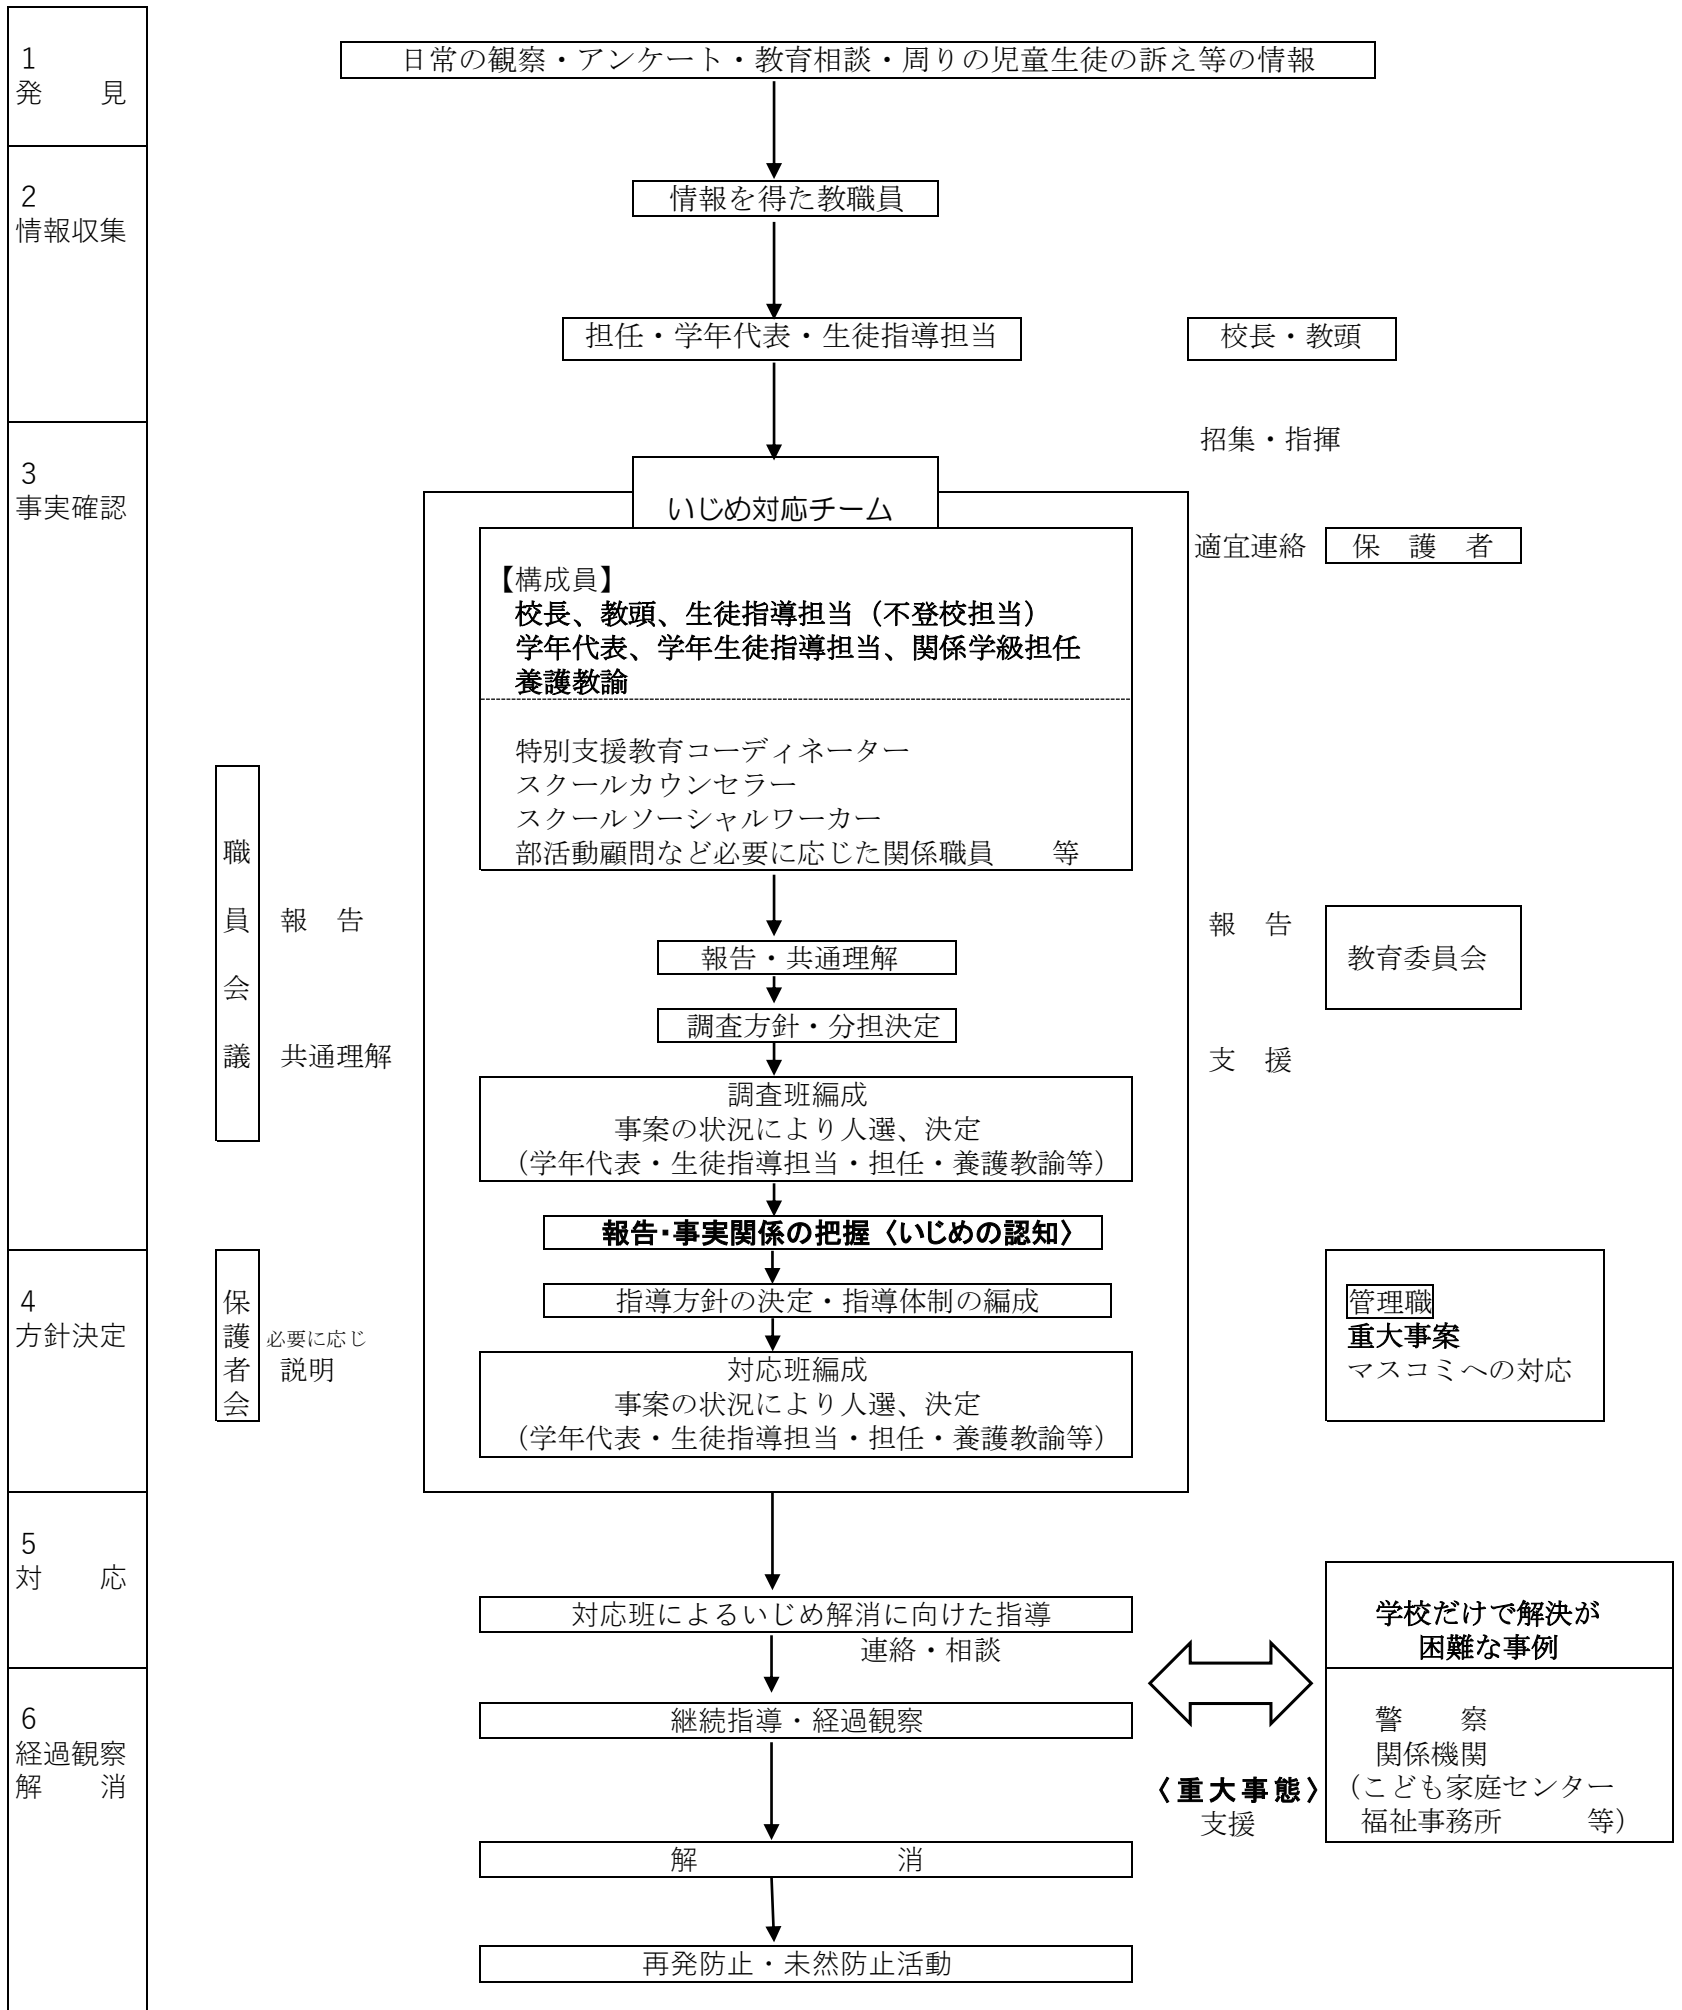 1
発　　見
日常の観察・アンケート・教育相談・周りの児童生徒の訴え等の情報
2
情報収集
情報を得た教職員
担任・学年代表・生徒指導担当
校長・教頭
招集・指揮
3
事実確認
いじめ対応チーム
【構成員】
校長、教頭、生徒指導担当（不登校担当）
学年代表、学年生徒指導担当、関係学級担任
養護教諭
特別支援教育コーディネーター
スクールカウンセラー
スクールソーシャルワーカー
部活動顧問など必要に応じた関係職員　　等
適宜連絡
保　護　者
職員会議
報　告
共通理解
報　告
支　援
教育委員会
報告・共通理解
調査方針・分担決定
調査班編成
事案の状況により人選、決定
（学年代表・生徒指導担当・担任・養護教諭等）
報告・事実関係の把握〈いじめの認知〉
4
方針決定
保護者会
必要に応じ
説明
指導方針の決定・指導体制の編成
対応班編成
事案の状況により人選、決定
（学年代表・生徒指導担当・担任・養護教諭等）
管理職
重大事案
マスコミへの対応
5
対　　応
対応班によるいじめ解消に向けた指導
連絡・相談
学校だけで解決が
困難な事例
6
経過観察
解　　消
継続指導・経過観察
警　　察
関係機関
（こども家庭センター
福祉事務所　　　等）
〈重大事態〉
支援
解　　　　　　　消
再発防止・未然防止活動